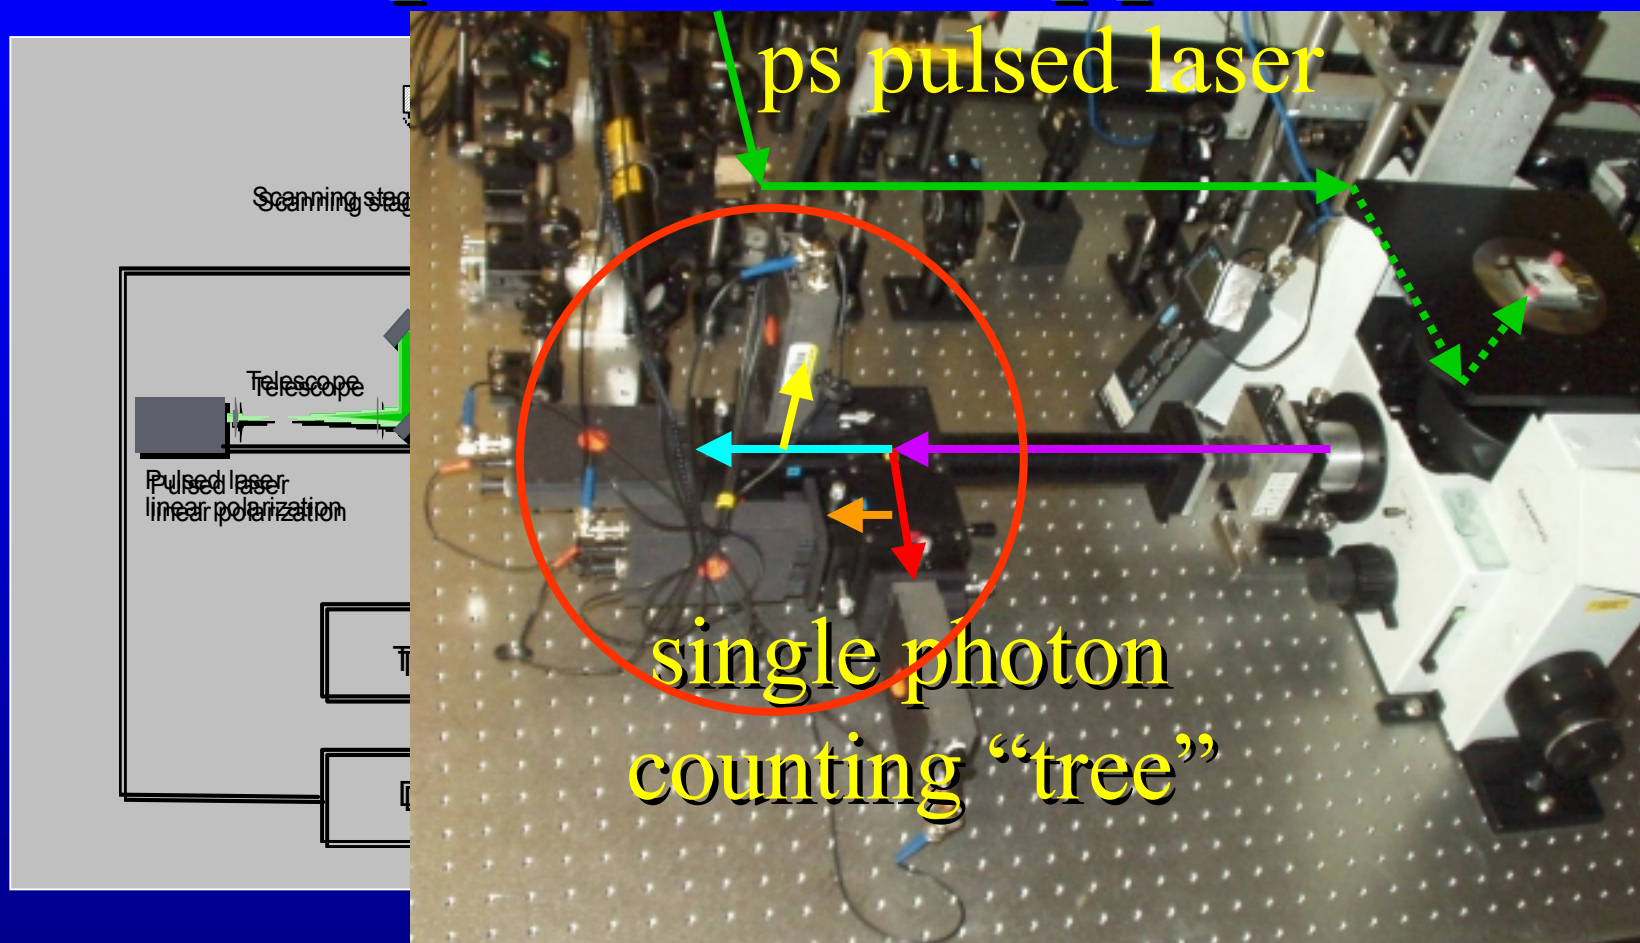 ps pulsed laser
Scanning stag
Telescope
Pulsed laser
linear polarization
single photon
counting “tree”